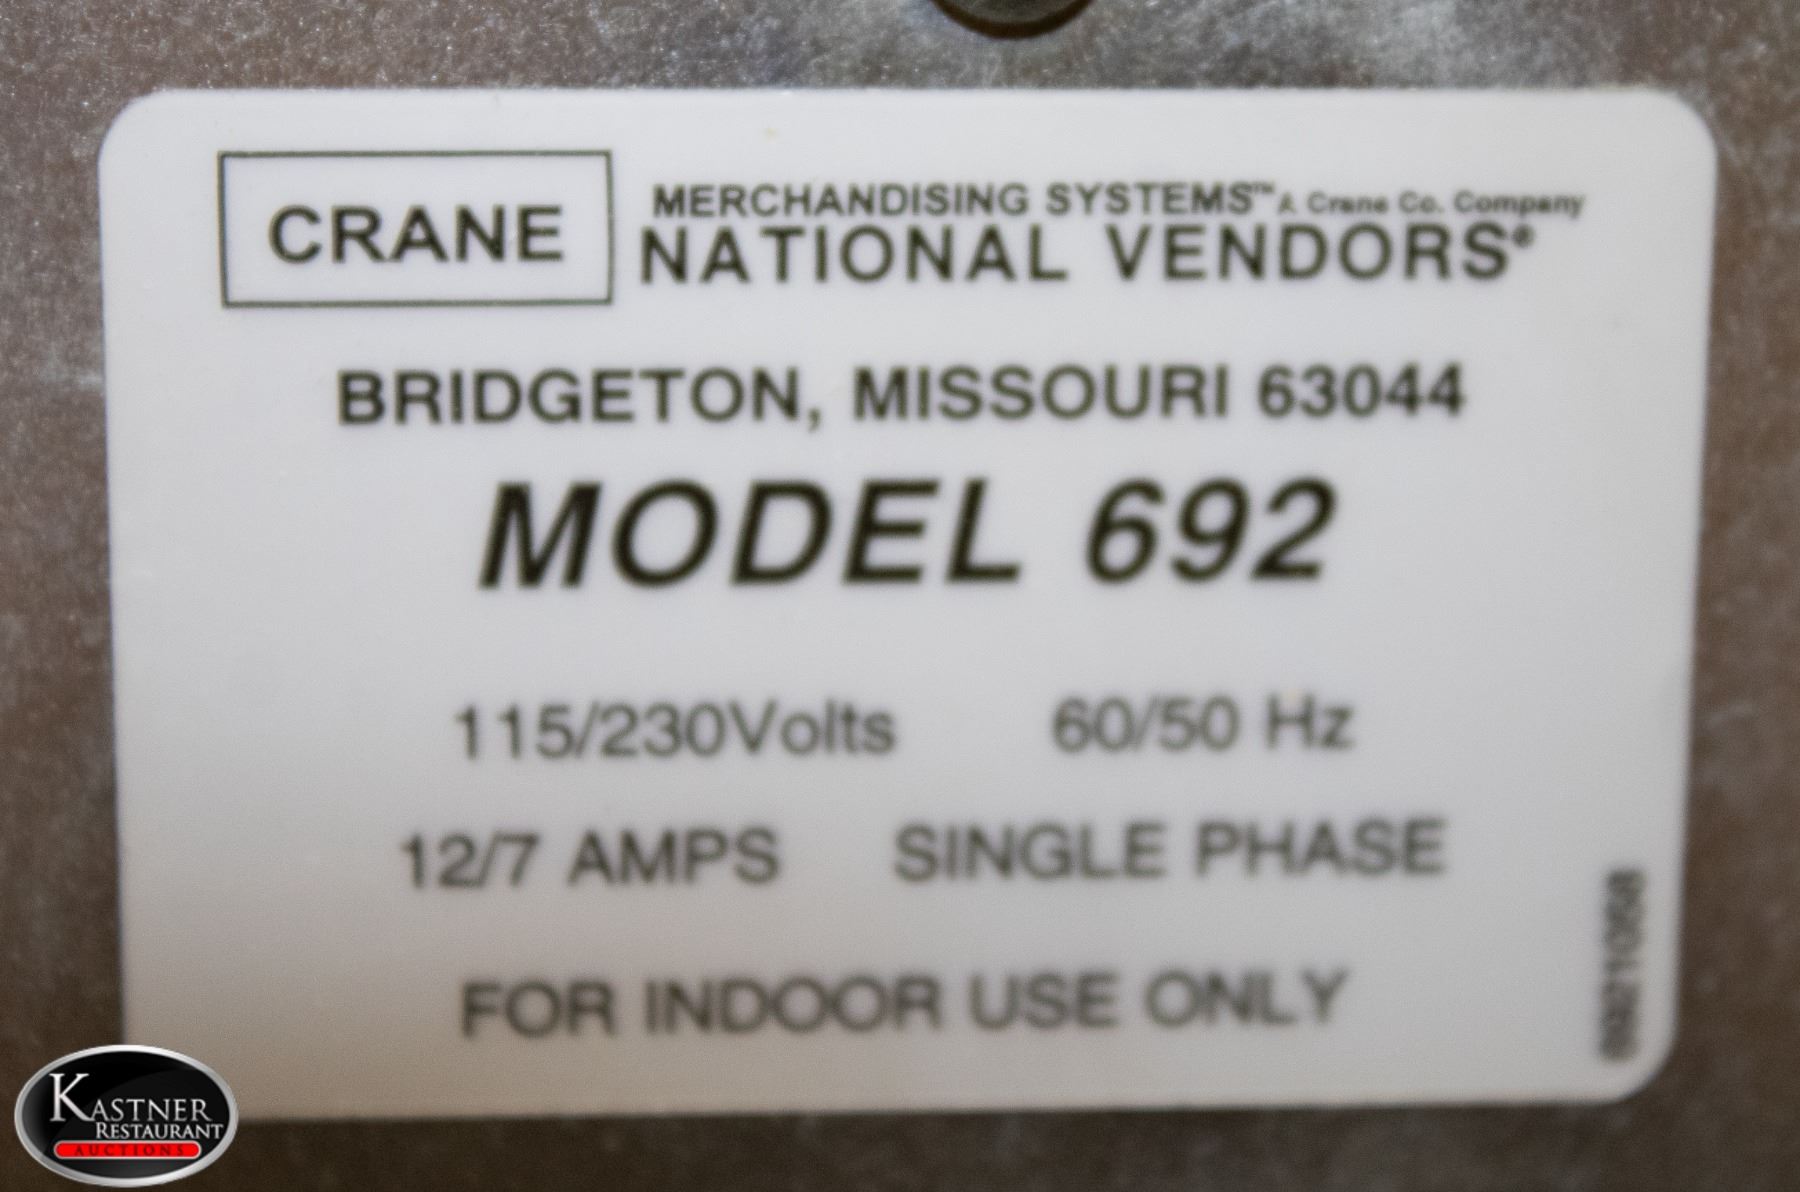 CRANE
MERCHANDISING SYSTEMS™ A Crane Co. Company
NATIONAL VENDORS®
BRIDGETON, MISSOURI 63044
MODEL 692
115/230Volts 60/50 Hz
12/7 AMPS SINGLE PHASE
FOR INDOOR USE ONLY
KASTNER
RESTAURANT
AUCTIONS